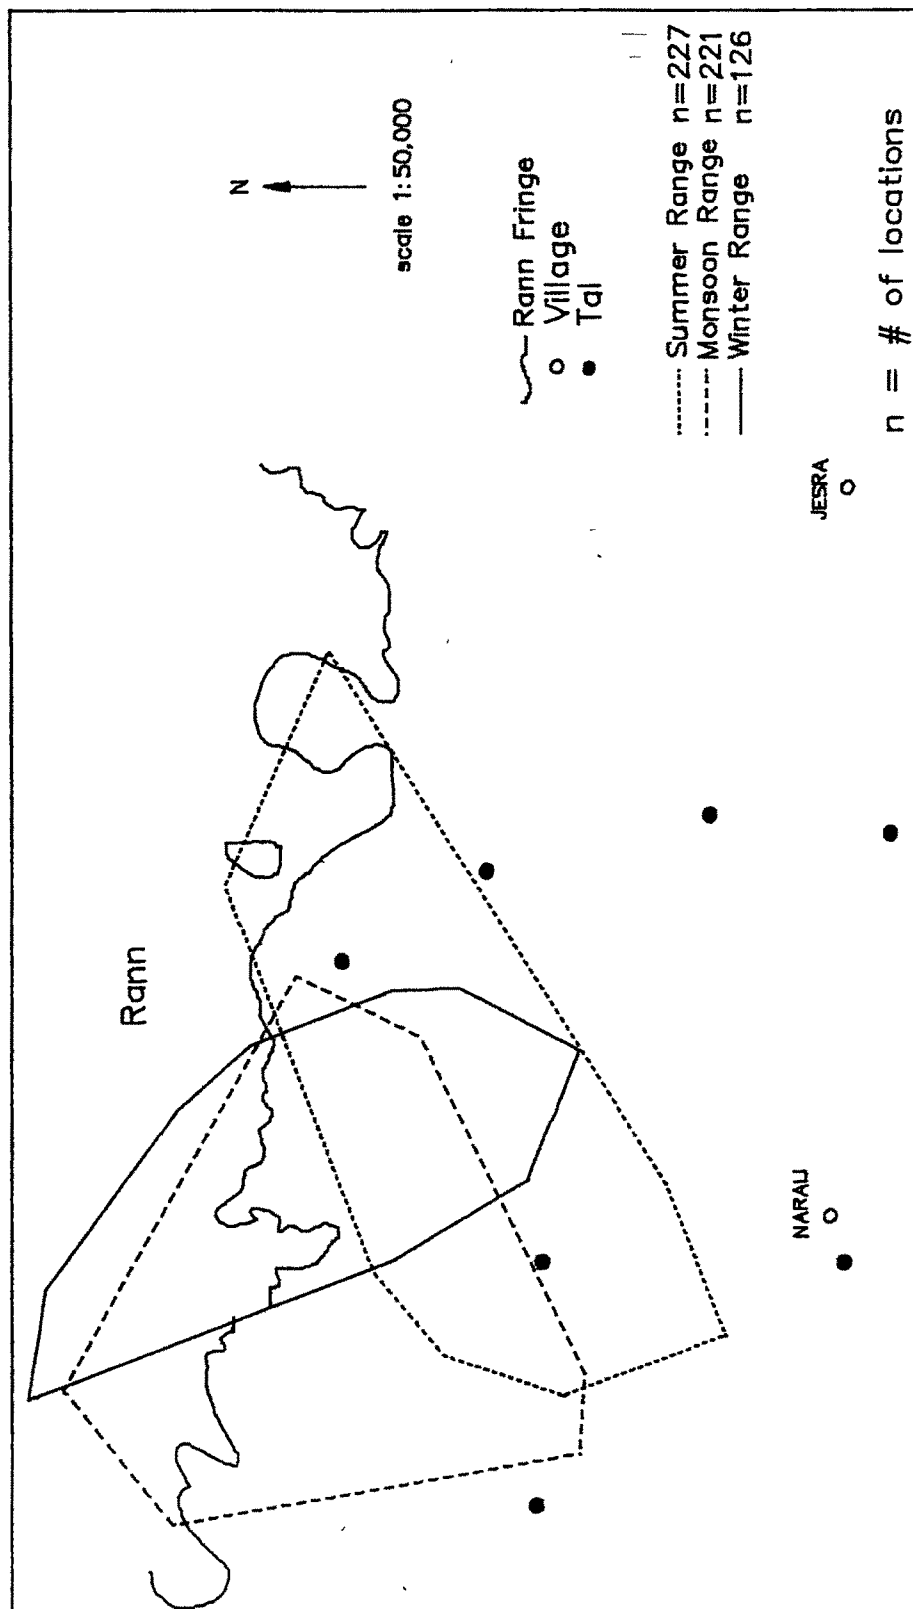 N
scale 1:50,000
Rann
Rann Fringe
Village
Tal
Summer Range n=227
Monsoon Range n=221
Winter Range n=126
JESRA
NARALI
n = # of locations